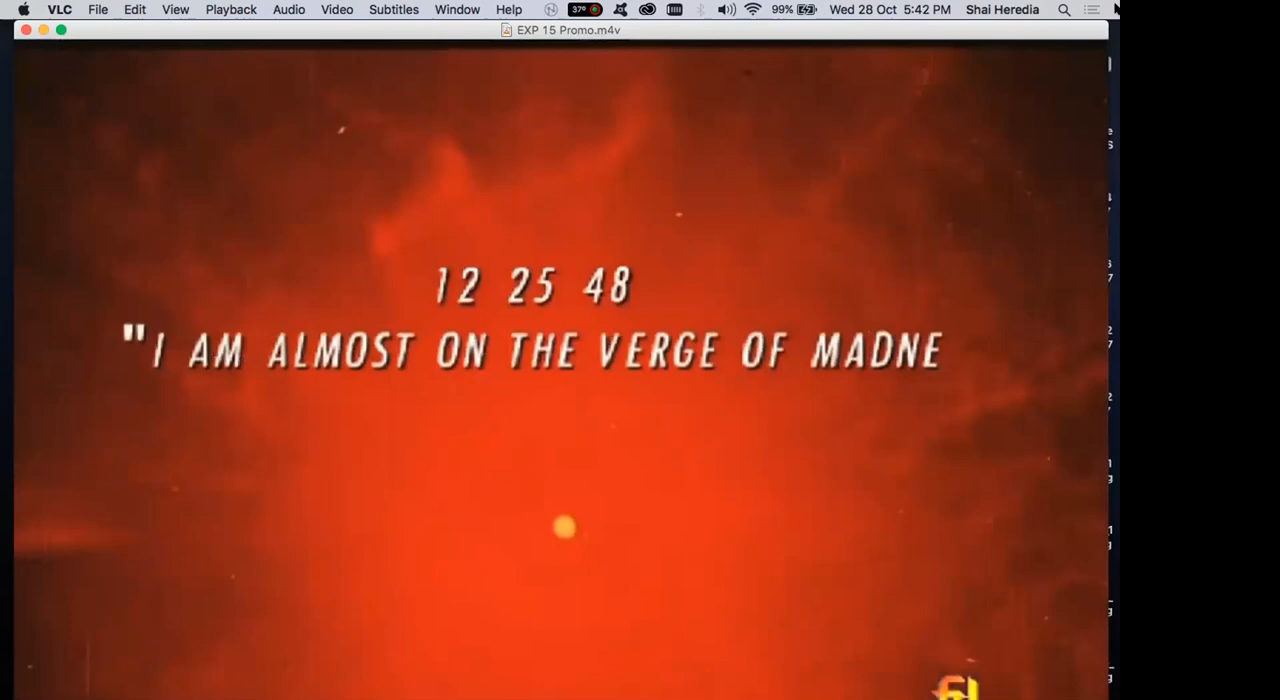 VLC File Edit View Playback Audio Video Subtitles Window Help 37° 99% Wed 28 Oct 5:42 PM Shai Heredia
EXP 15 Promo.m4v
12 25 48
"I AM ALMOST ON THE VERGE OF MADNE